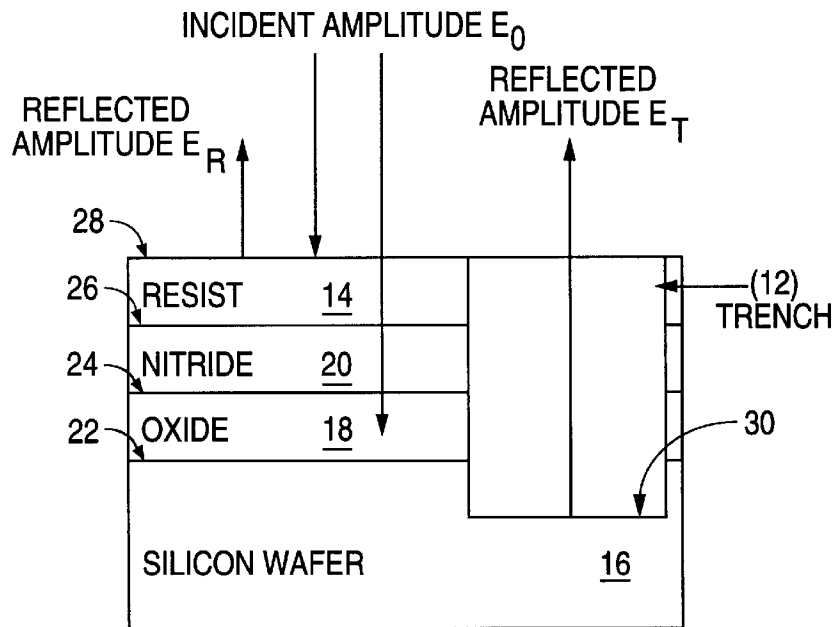 INCIDENT AMPLITUDE E0
REFLECTED
AMPLITUDE ER
REFLECTED
AMPLITUDE ET
28
RESIST 14
(12)
TRENCH
26
NITRIDE 20
24
OXIDE 18
30
22
SILICON WAFER 16